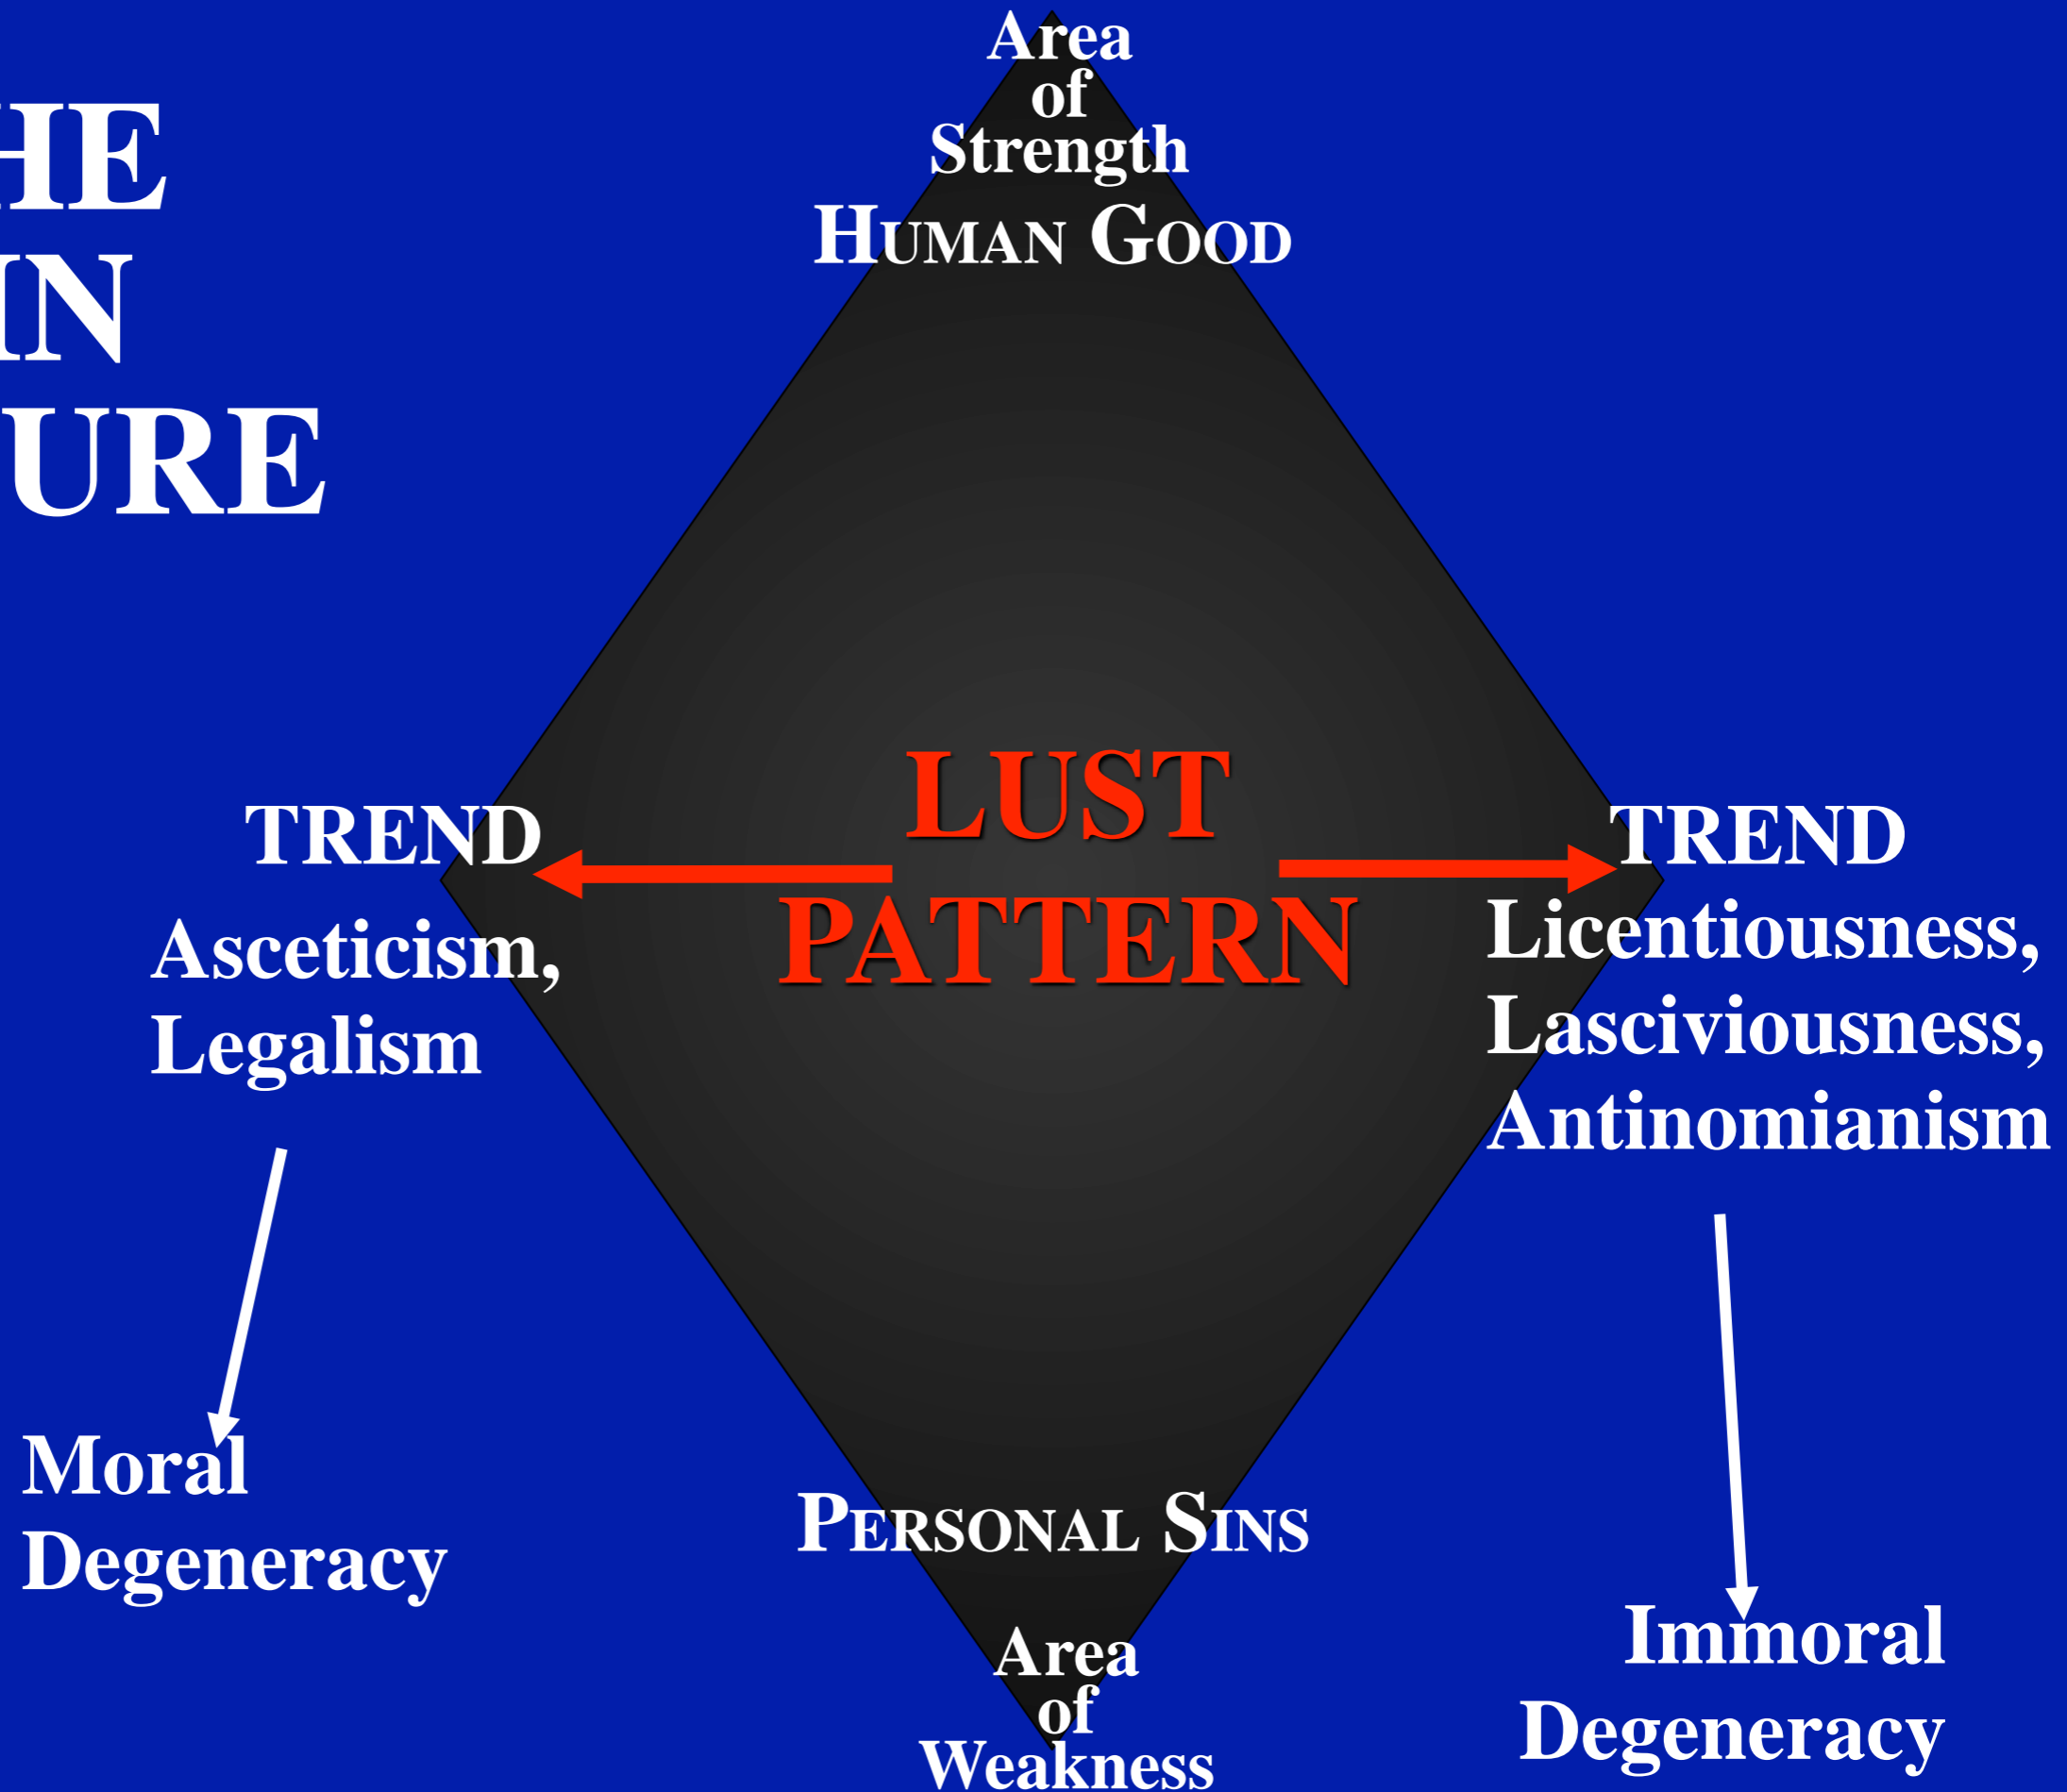 HE
IN
URE
Area
of
Strength
HUMAN GOOD
LUST
PATTERN
TREND
Asceticism,
Legalism
TREND
Licentiousness,
Lasciviousness,
Antinomianism
Moral
Degeneracy
PERSONAL SINS
Area
of
Weakness
Immoral
Degeneracy